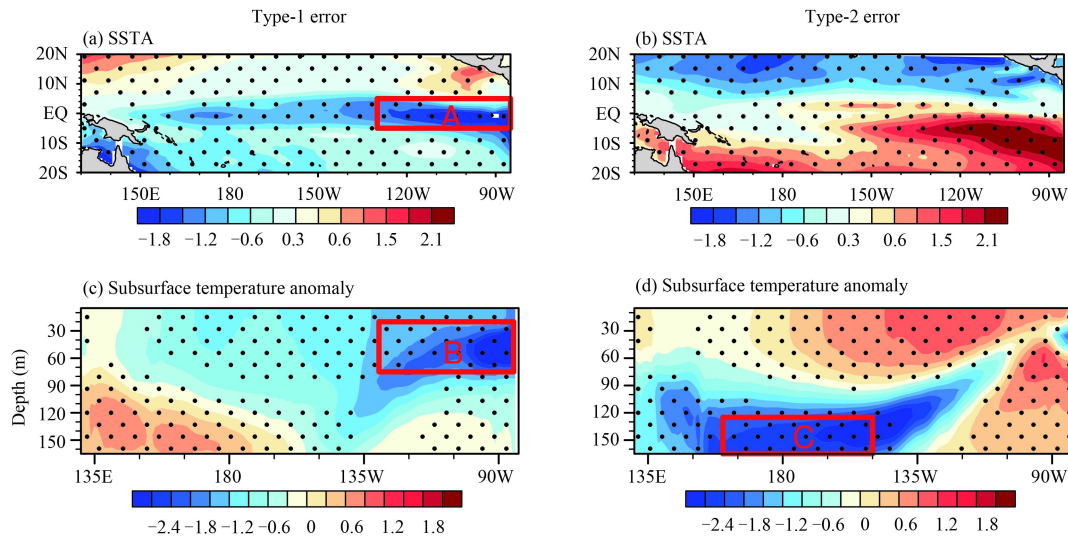 Type-1 error
Type-2 error
(a) SSTA
(b) SSTA
20N
10N
EQ
10S
20S
A
150E 180 150W 120W 90W
−1.8 −1.2 −0.6 0.3 0.6 1.5 2.1
20N
10N
EQ
10S
20S
150E 180 150W 120W 90W
−1.8 −1.2 −0.6 0.3 0.6 1.5 2.1
(c) Subsurface temperature anomaly
(d) Subsurface temperature anomaly
Depth (m)
30
60
90
120
150
B
135E 180 135W 90W
−2.4 −1.8 −1.2 −0.6 0 0.6 1.2 1.8
30
60
90
120
150
C
135E 180 135W 90W
−2.4 −1.8 −1.2 −0.6 0 0.6 1.2 1.8